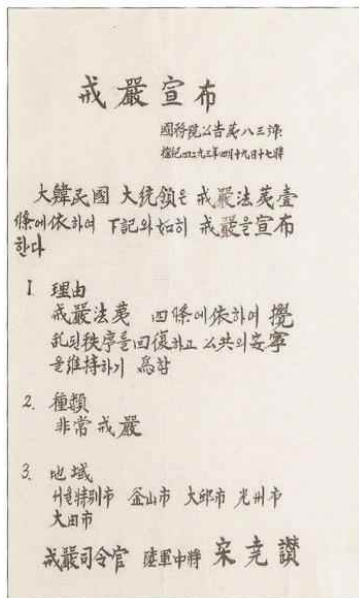 戒嚴宣布
國務院公告第八三號
檀紀四二九三年四月十九日十七時
大韓民國 大統領은 戒嚴法第壹
條에依하여 下記와如히 戒嚴을宣布
한다
1 理由
戒嚴法第 四條에依하여 攪
乱된秩序를回復하고 公共의安寧
을維持하기 爲함
2. 種類
非常戒嚴
3. 地域
서울特別市 釜山市 大邱市 光州市
大田市
戒嚴司令官 陸軍中將 宋尭讚